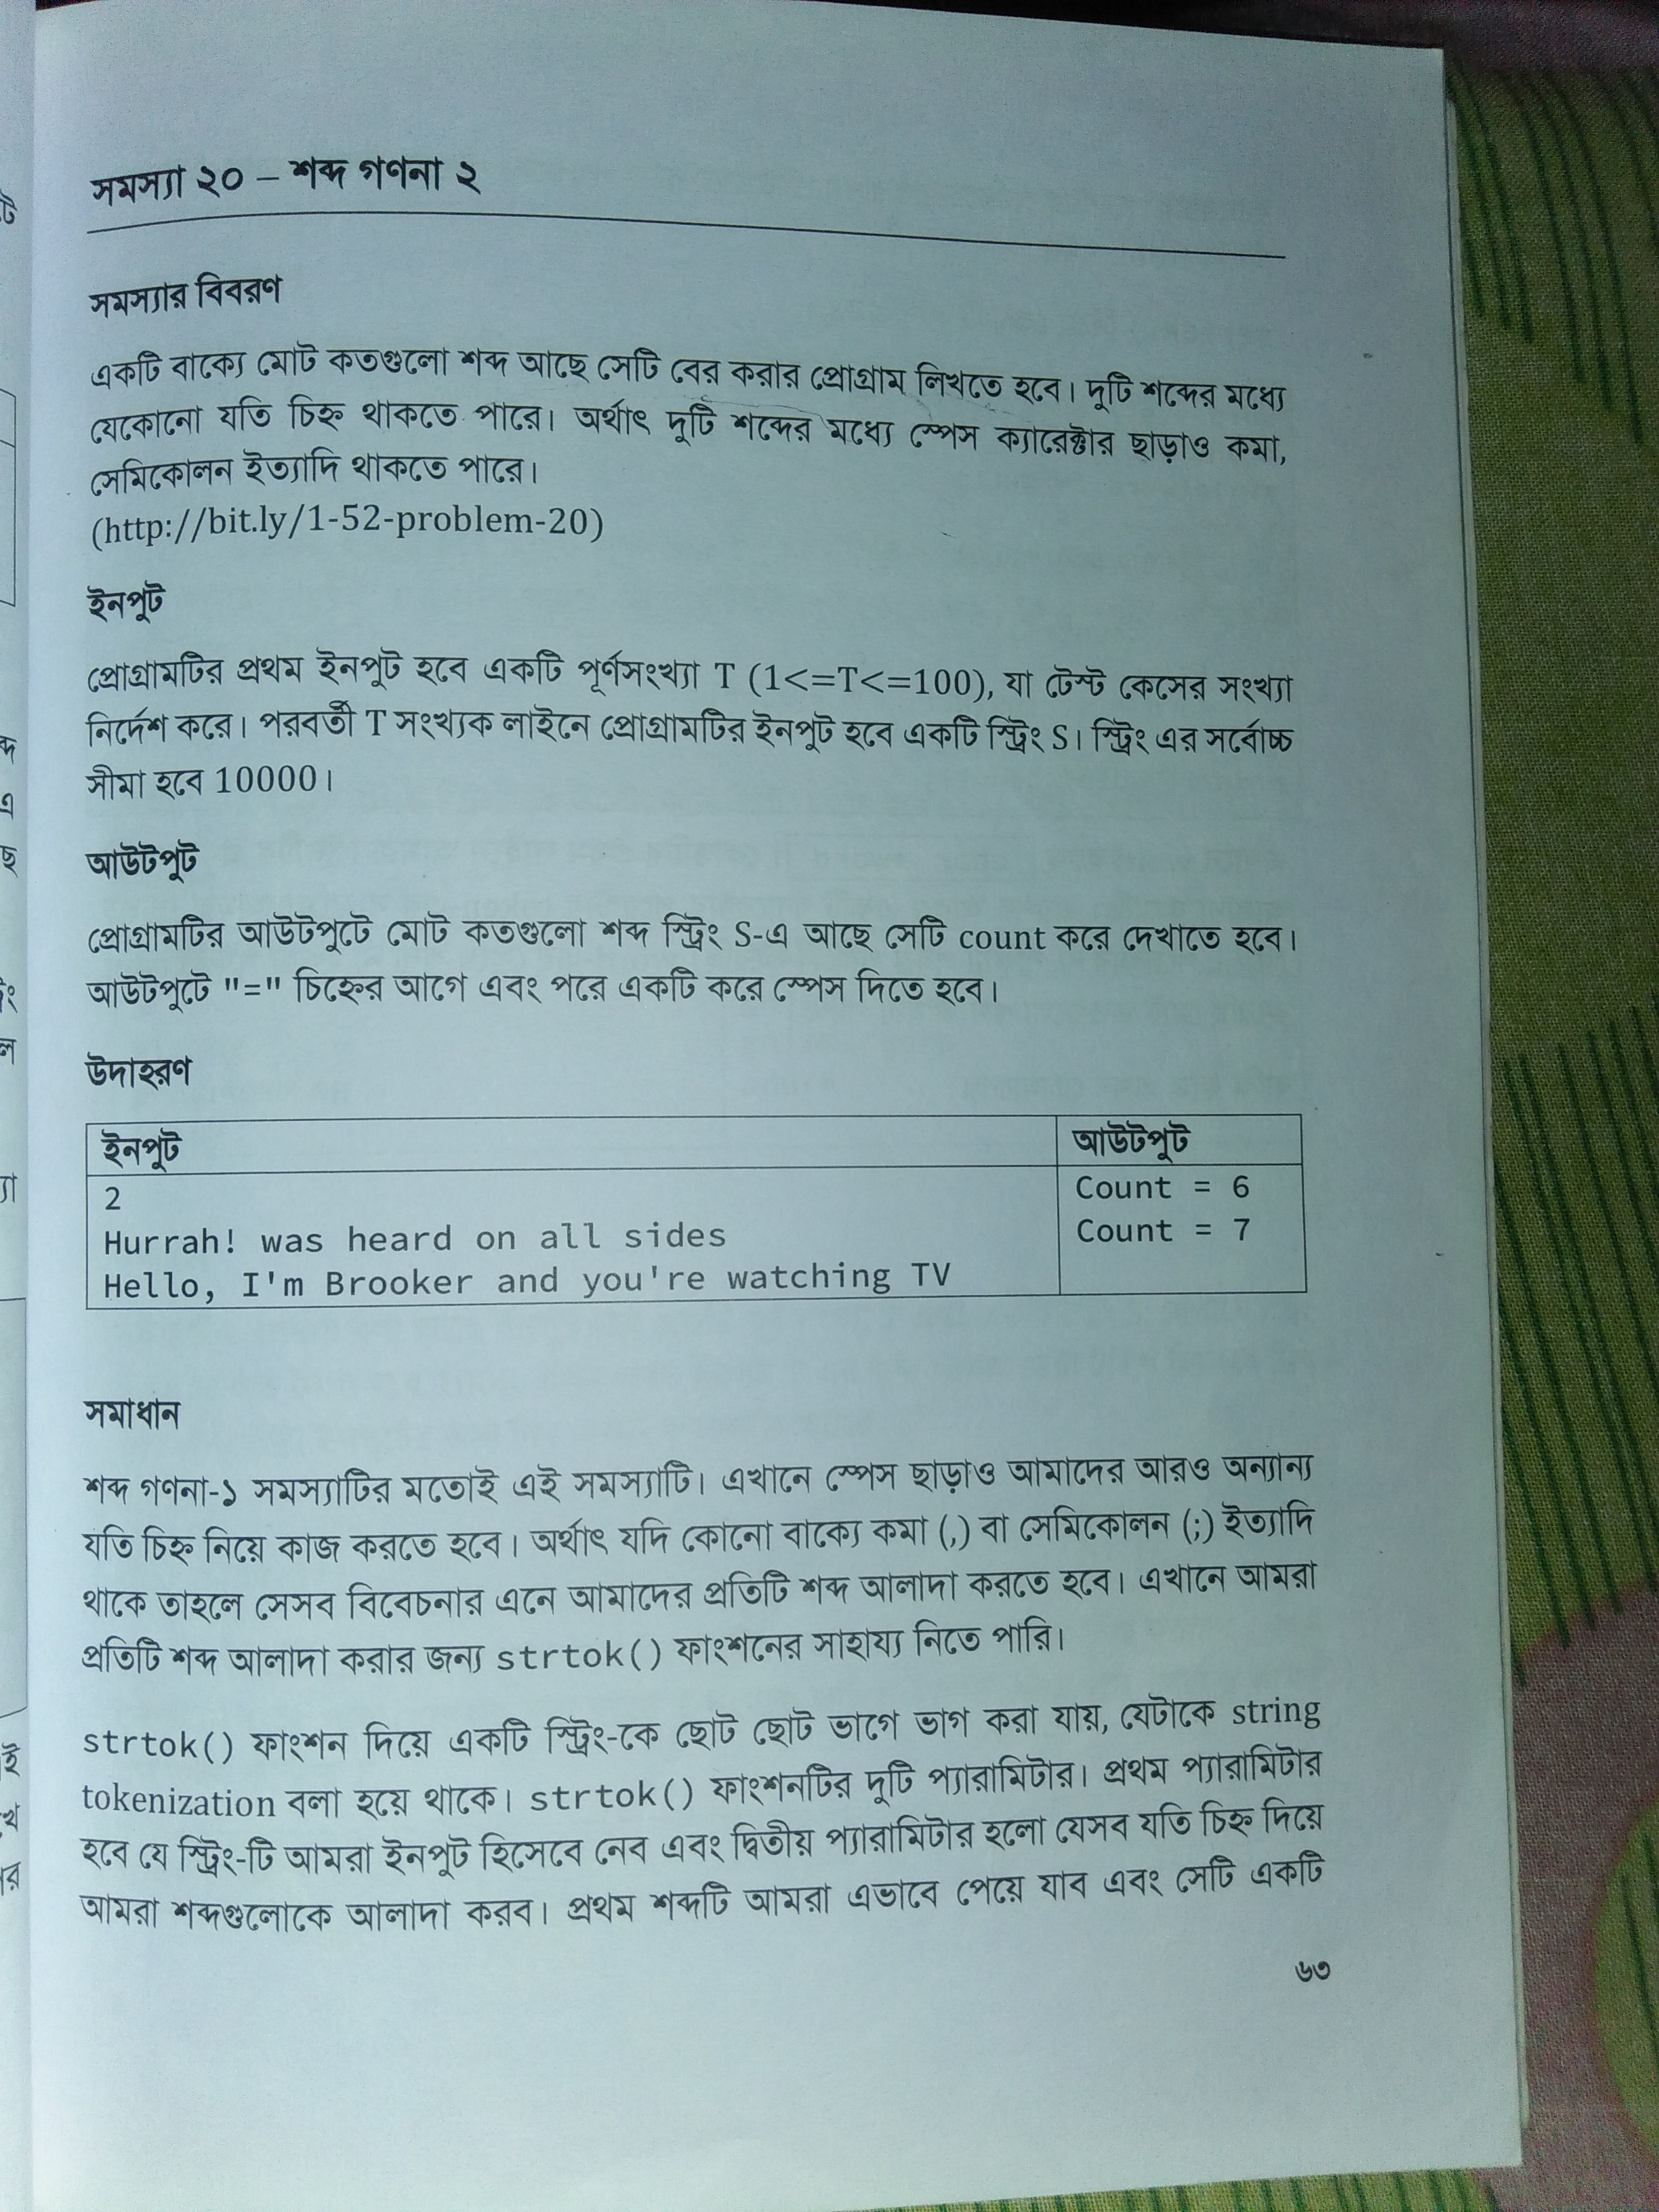 সমস্যা ২০ – শব্দ গণনা ২
সমস্যার বিবরণ
একটি বাক্যে মোট কতগুলো শব্দ আছে সেটি বের করার প্রোগ্রাম লিখতে হবে। দুটি শব্দের মধ্যে
যেকোনো যতি চিহ্ন থাকতে পারে। অর্থাৎ দুটি শব্দের মধ্যে স্পেস ক্যারেক্টার ছাড়াও কমা,
সেমিকোলন ইত্যাদি থাকতে পারে।
(http://bit.ly/1-52-problem-20)
ইনপুট
প্রোগ্রামটির প্রথম ইনপুট হবে একটি পূর্ণসংখ্যা T (1<=T<=100), যা টেস্ট কেসের সংখ্যা
নির্দেশ করে। পরবর্তী T সংখ্যক লাইনে প্রোগ্রামটির ইনপুট হবে একটি স্ট্রিং S। স্ট্রিং এর সর্বোচ্চ
সীমা হবে 10000।
আউটপুট
প্রোগ্রামটির আউটপুটে মোট কতগুলো শব্দ স্ট্রিং S-এ আছে সেটি count করে দেখাতে হবে।
আউটপুটে "=" চিহ্নের আগে এবং পরে একটি করে স্পেস দিতে হবে।
উদাহরণ
ইনপুট আউটপুট
2 Count = 6
Hurrah! was heard on all sides Count = 7
Hello, I'm Brooker and you're watching TV
সমাধান
শব্দ গণনা-১ সমস্যাটির মতোই এই সমস্যাটি। এখানে স্পেস ছাড়াও আমাদের আরও অন্যান্য
যতি চিহ্ন নিয়ে কাজ করতে হবে। অর্থাৎ যদি কোনো বাক্যে কমা (,) বা সেমিকোলন (;) ইত্যাদি
থাকে তাহলে সেসব বিবেচনার এনে আমাদের প্রতিটি শব্দ আলাদা করতে হবে। এখানে আমরা
প্রতিটি শব্দ আলাদা করার জন্য strtok() ফাংশনের সাহায্য নিতে পারি।
strtok() ফাংশন দিয়ে একটি স্ট্রিং-কে ছোট ছোট ভাগে ভাগ করা যায়, যেটাকে string
tokenization বলা হয়ে থাকে। strtok() ফাংশনটির দুটি প্যারামিটার। প্রথম প্যারামিটার
হবে যে স্ট্রিং-টি আমরা ইনপুট হিসেবে নেব এবং দ্বিতীয় প্যারামিটার হলো যেসব যতি চিহ্ন দিয়ে
আমরা শব্দগুলোকে আলাদা করব। প্রথম শব্দটি আমরা এভাবে পেয়ে যাব এবং সেটি একটি
৬৩